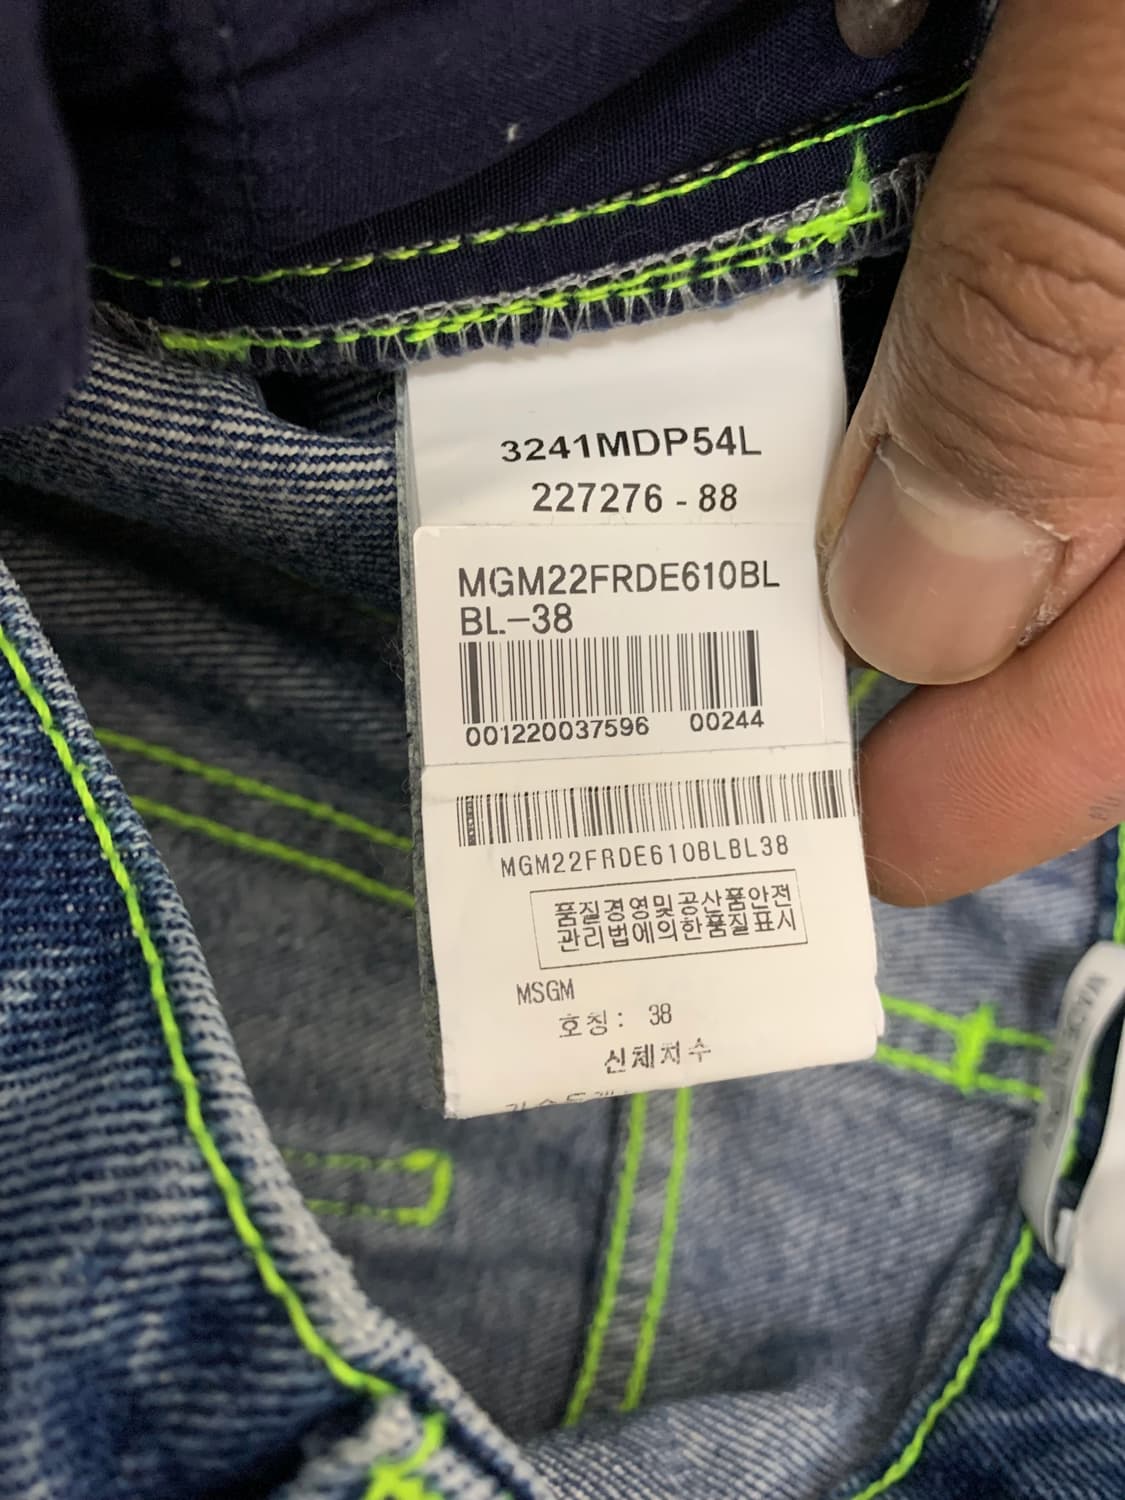 3241MDP54L
227276 - 88
MGM22FRDE610BL
BL-38
001220037596 00244
MGM22FRDE610BLBL38
품질경영및공산품안전
관리법에의한품질표시
MSGM
호칭: 38
신체치수